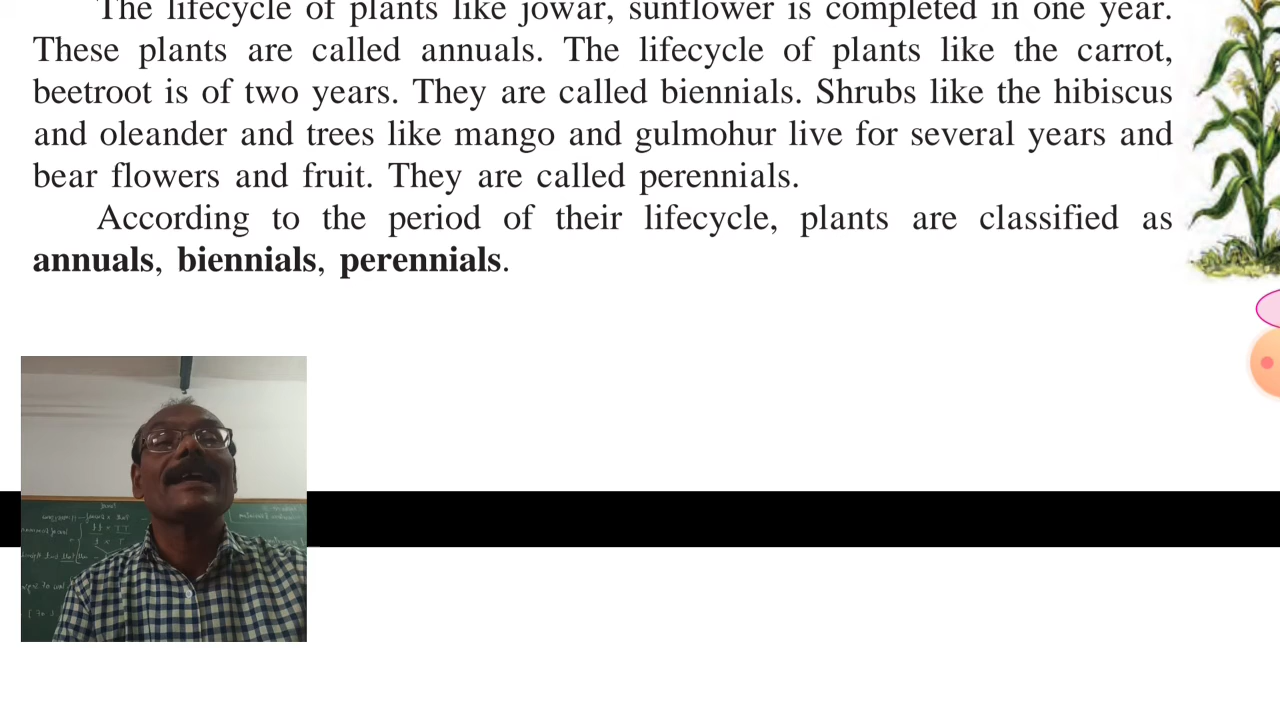 The lifecycle of plants like jowar, sunflower is completed in one year.
These plants are called annuals. The lifecycle of plants like the carrot,
beetroot is of two years. They are called biennials. Shrubs like the hibiscus
and oleander and trees like mango and gulmohur live for several years and
bear flowers and fruit. They are called perennials.
According to the period of their lifecycle, plants are classified as
annuals, biennials, perennials.